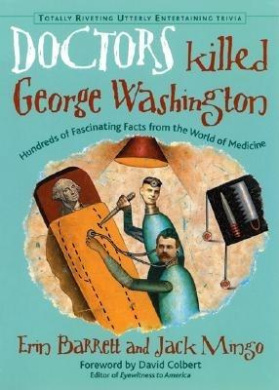 TOTALLY RIVETING UTTERLY ENTERTAINING TRIVIA
DOCTORS killed
George Washington
Hundreds of Fascinating Facts from the World of Medicine
Erin Barrett and Jack Mingo
Foreword by David Colbert
Editor of Eyewitness to America